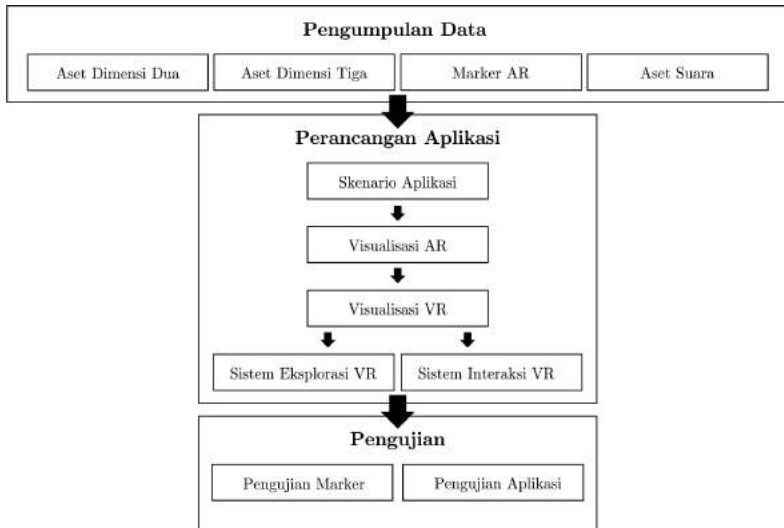 Pengumpulan Data
Aset Dimensi Dua
Aset Dimensi Tiga
Marker AR
Aset Suara
Perancangan Aplikasi
Skenario Aplikasi
Visualisasi AR
Visualisasi VR
Sistem Eksplorasi VR
Sistem Interaksi VR
Pengujian
Pengujian Marker
Pengujian Aplikasi